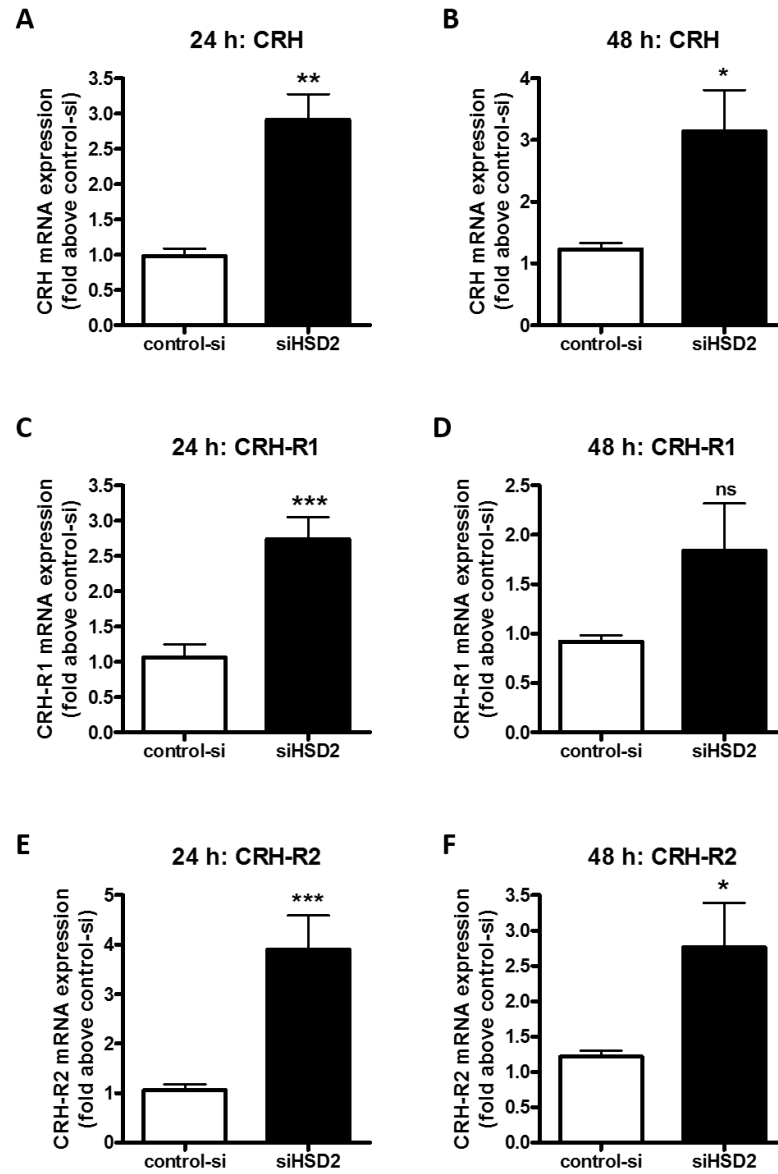 A
24 h: CRH
CRH mRNA expression
(fold above control-si)
3.5
3.0
2.5
2.0
1.5
1.0
0.5
0.0
**
control-si
siHSD2
B
48 h: CRH
CRH mRNA expression
(fold above control-si)
4
3
2
1
0
*
control-si
siHSD2
C
24 h: CRH-R1
CRH-R1 mRNA expression
(fold above control-si)
3.5
3.0
2.5
2.0
1.5
1.0
0.5
0.0
***
control-si
siHSD2
D
48 h: CRH-R1
CRH-R1 mRNA expression
(fold above control-si)
2.5
2.0
1.5
1.0
0.5
0.0
ns
control-si
siHSD2
E
24 h: CRH-R2
CRH-R2 mRNA expression
(fold above control-si)
5
4
3
2
1
0
***
control-si
siHSD2
F
48 h: CRH-R2
CRH-R2 mRNA expression
(fold above control-si)
3.5
3.0
2.5
2.0
1.5
1.0
0.5
0.0
*
control-si
siHSD2